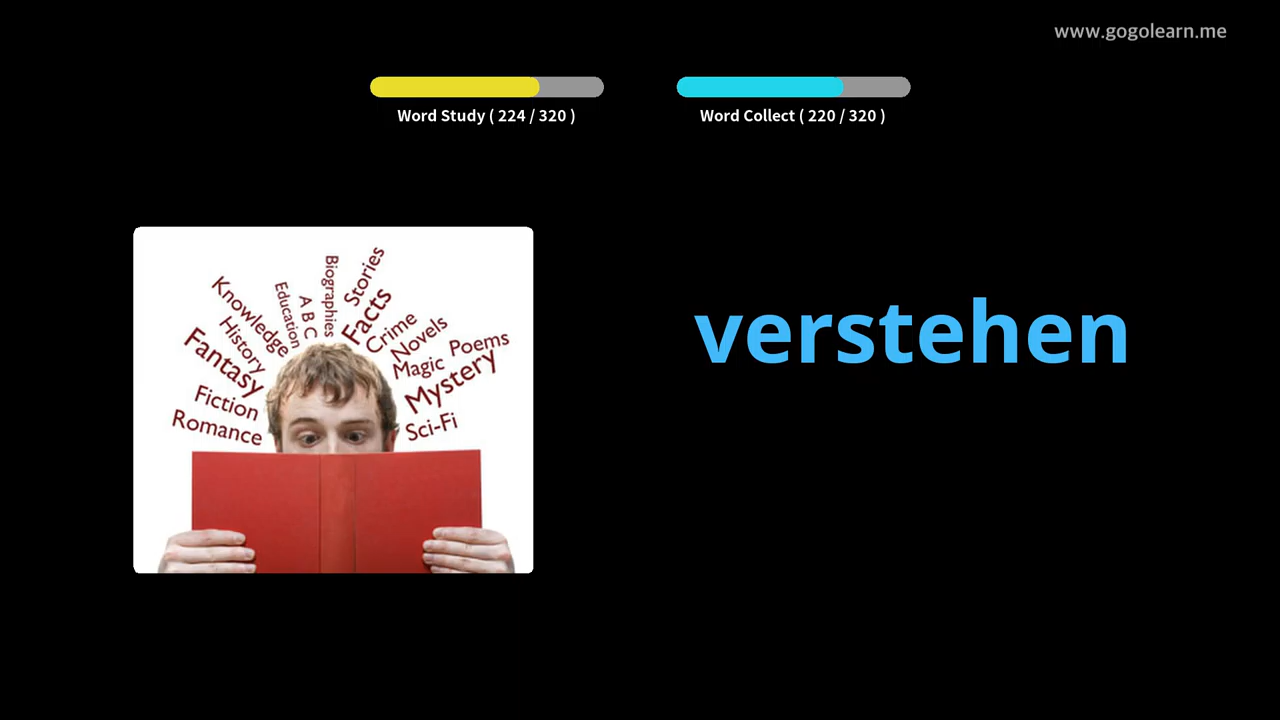 www.gogolearn.me
Word Study ( 224 / 320 )
Word Collect ( 220 / 320 )
verstehen
Romance
Fiction
Fantasy
History
Knowledge
Education
A B C
Biographies
Stories
Facts
Crime
Novels
Magic
Poems
Mystery
Sci-Fi